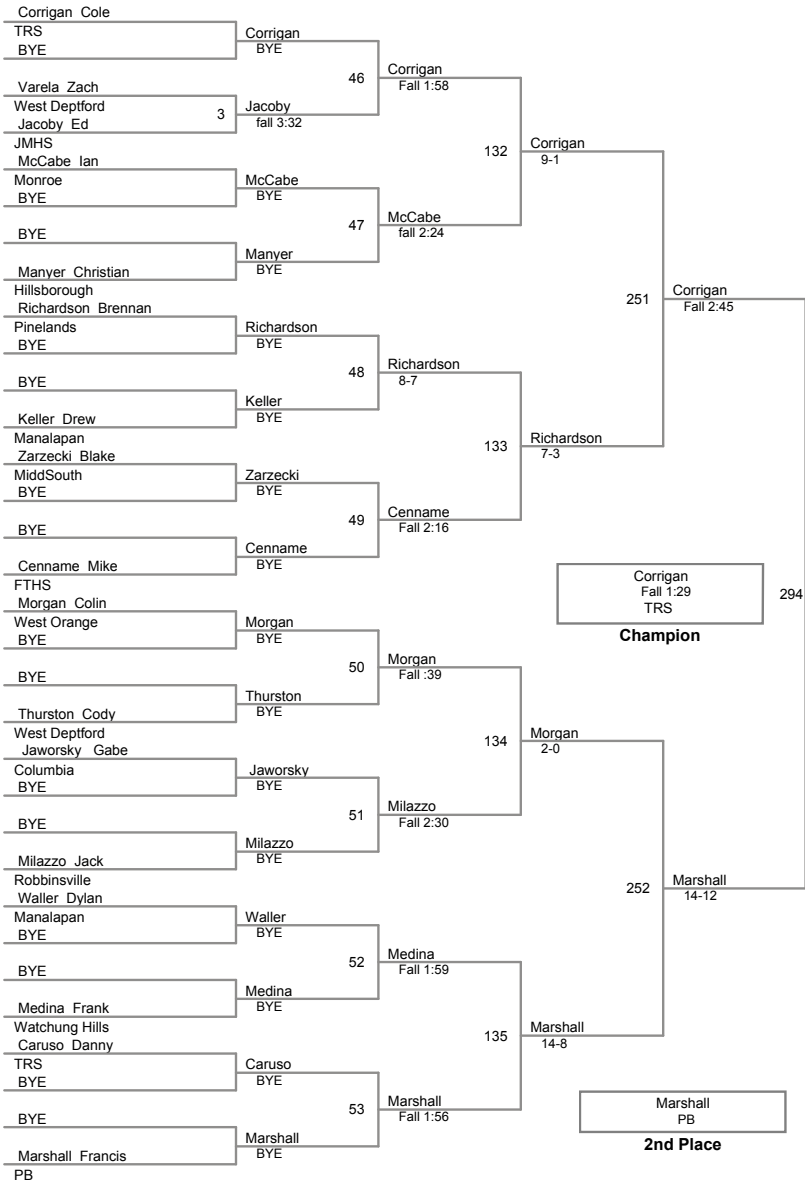 Corrigan Cole
TRS
BYE
Varela Zach
West Deptford
Jacoby Ed
JMHS
McCabe Ian
Monroe
BYE
BYE
Manyer Christian
Hillsborough
Richardson Brennan
Pinelands
BYE
BYE
Keller Drew
Manalapan
Zarzecki Blake
MiddSouth
BYE
BYE
Cenname Mike
FTHS
Morgan Colin
West Orange
BYE
BYE
Thurston Cody
West Deptford
Jaworsky Gabe
Columbia
BYE
BYE
Milazzo Jack
Robbinsville
Waller Dylan
Manalapan
BYE
BYE
Medina Frank
Watchung Hills
Caruso Danny
TRS
BYE
BYE
Marshall Francis
PB
Corrigan
BYE
3
Jacoby
fall 3:32
McCabe
BYE
Manyer
BYE
Richardson
BYE
Keller
BYE
Zarzecki
BYE
Cenname
BYE
Morgan
BYE
Thurston
BYE
Jaworsky
BYE
Milazzo
BYE
Waller
BYE
Medina
BYE
Caruso
BYE
Marshall
BYE
46
Corrigan
Fall 1:58
47
McCabe
fall 2:24
48
Richardson
8-7
49
Cenname
Fall 2:16
50
Morgan
Fall :39
51
Milazzo
Fall 2:30
52
Medina
Fall 1:59
53
Marshall
Fall 1:56
132
Corrigan
9-1
133
Richardson
7-3
134
Morgan
2-0
135
Marshall
14-8
251
Corrigan
Fall 2:45
252
Marshall
14-12
294
Corrigan
Fall 1:29
TRS
Champion
Marshall
PB
2nd Place